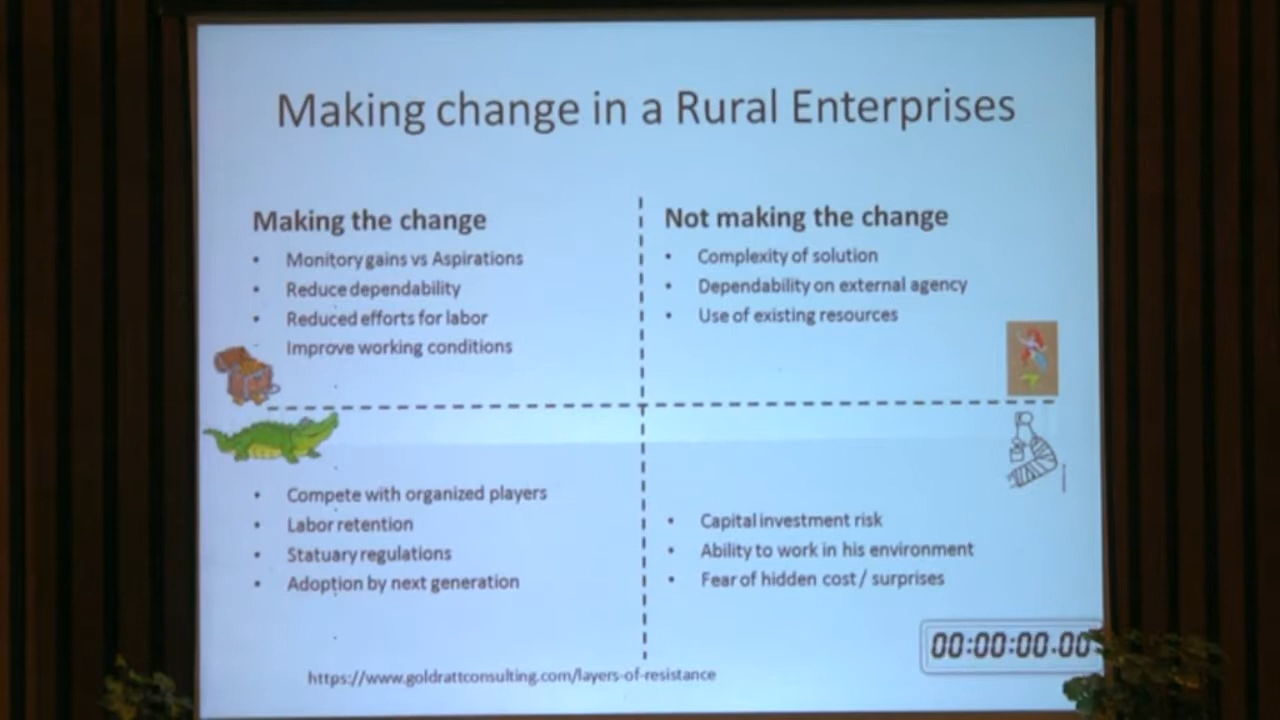 Making change in a Rural Enterprises
Making the change
• Monitory gains vs Aspirations
• Reduce dependability
• Reduced efforts for labor
Improve working conditions
Not making the change
• Complexity of solution
• Dependability on external agency
• Use of existing resources
• Compete with organized players
• Labor retention
• Statuary regulations
• Adoption by next generation
• Capital investment risk
• Ability to work in his environment
• Fear of hidden cost / surprises
00:00:00.00
https://www.goldrattconsulting.com/layers-of-resistance